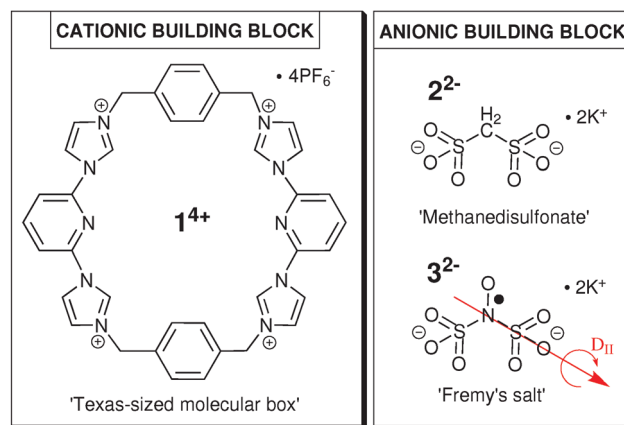 CATIONIC BUILDING BLOCK
• 4PF6-
⊕
⊕
N
N
N
N
N
1⁴⁺
N
N
N
N
N
⊕
⊕
'Texas-sized molecular box'
ANIONIC BUILDING BLOCK
2²⁻
H2
C
• 2K⁺
O
O
⊖
S
S
⊖
O
O
O
O
'Methanedisulfonate'
3²⁻
O
•
• 2K⁺
O
N
O
⊖
S
S
⊖
O
O
O
O
DII
'Fremy's salt'